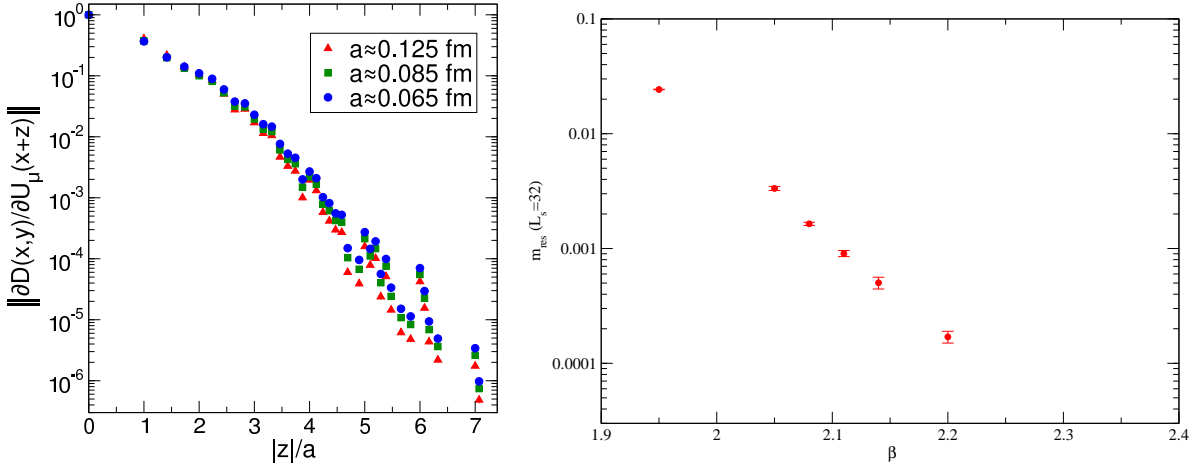 10^0
10^-1
10^-2
10^-3
10^-4
10^-5
10^-6
‖∂D(x,y)/∂U_μ(x+z)‖
a≈0.125 fm
a≈0.085 fm
a≈0.065 fm
0 1 2 3 4 5 6 7
|z|/a
0.1
0.01
0.001
0.0001
m_res (L_s=32)
1.9 2 2.1 2.2 2.3 2.4
β